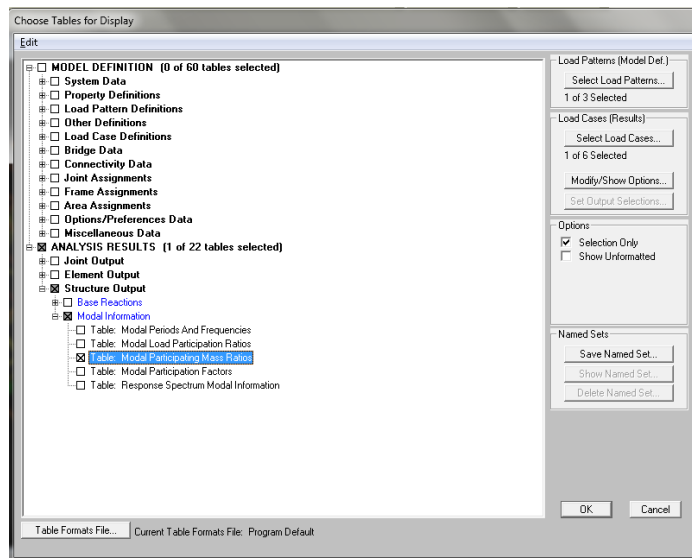 Choose Tables for Display
Edit
MODEL DEFINITION (0 of 60 tables selected)
System Data
Property Definitions
Load Pattern Definitions
Other Definitions
Load Case Definitions
Bridge Data
Connectivity Data
Joint Assignments
Frame Assignments
Area Assignments
Options/Preferences Data
Miscellaneous Data
ANALYSIS RESULTS (1 of 22 tables selected)
Joint Output
Element Output
Structure Output
Base Reactions
Modal Information
Table: Modal Periods And Frequencies
Table: Modal Load Participation Ratios
Table: Modal Participating Mass Ratios
Table: Modal Participation Factors
Table: Response Spectrum Modal Information
Table Formats File...
Current Table Formats File: Program Default
Load Patterns (Model Def.)
Select Load Patterns...
1 of 3 Selected
Load Cases (Results)
Select Load Cases...
1 of 6 Selected
Modify/Show Options...
Set Output Selections...
Options
Selection Only
Show Unformatted
Named Sets
Save Named Set...
Show Named Set...
Delete Named Set...
OK
Cancel